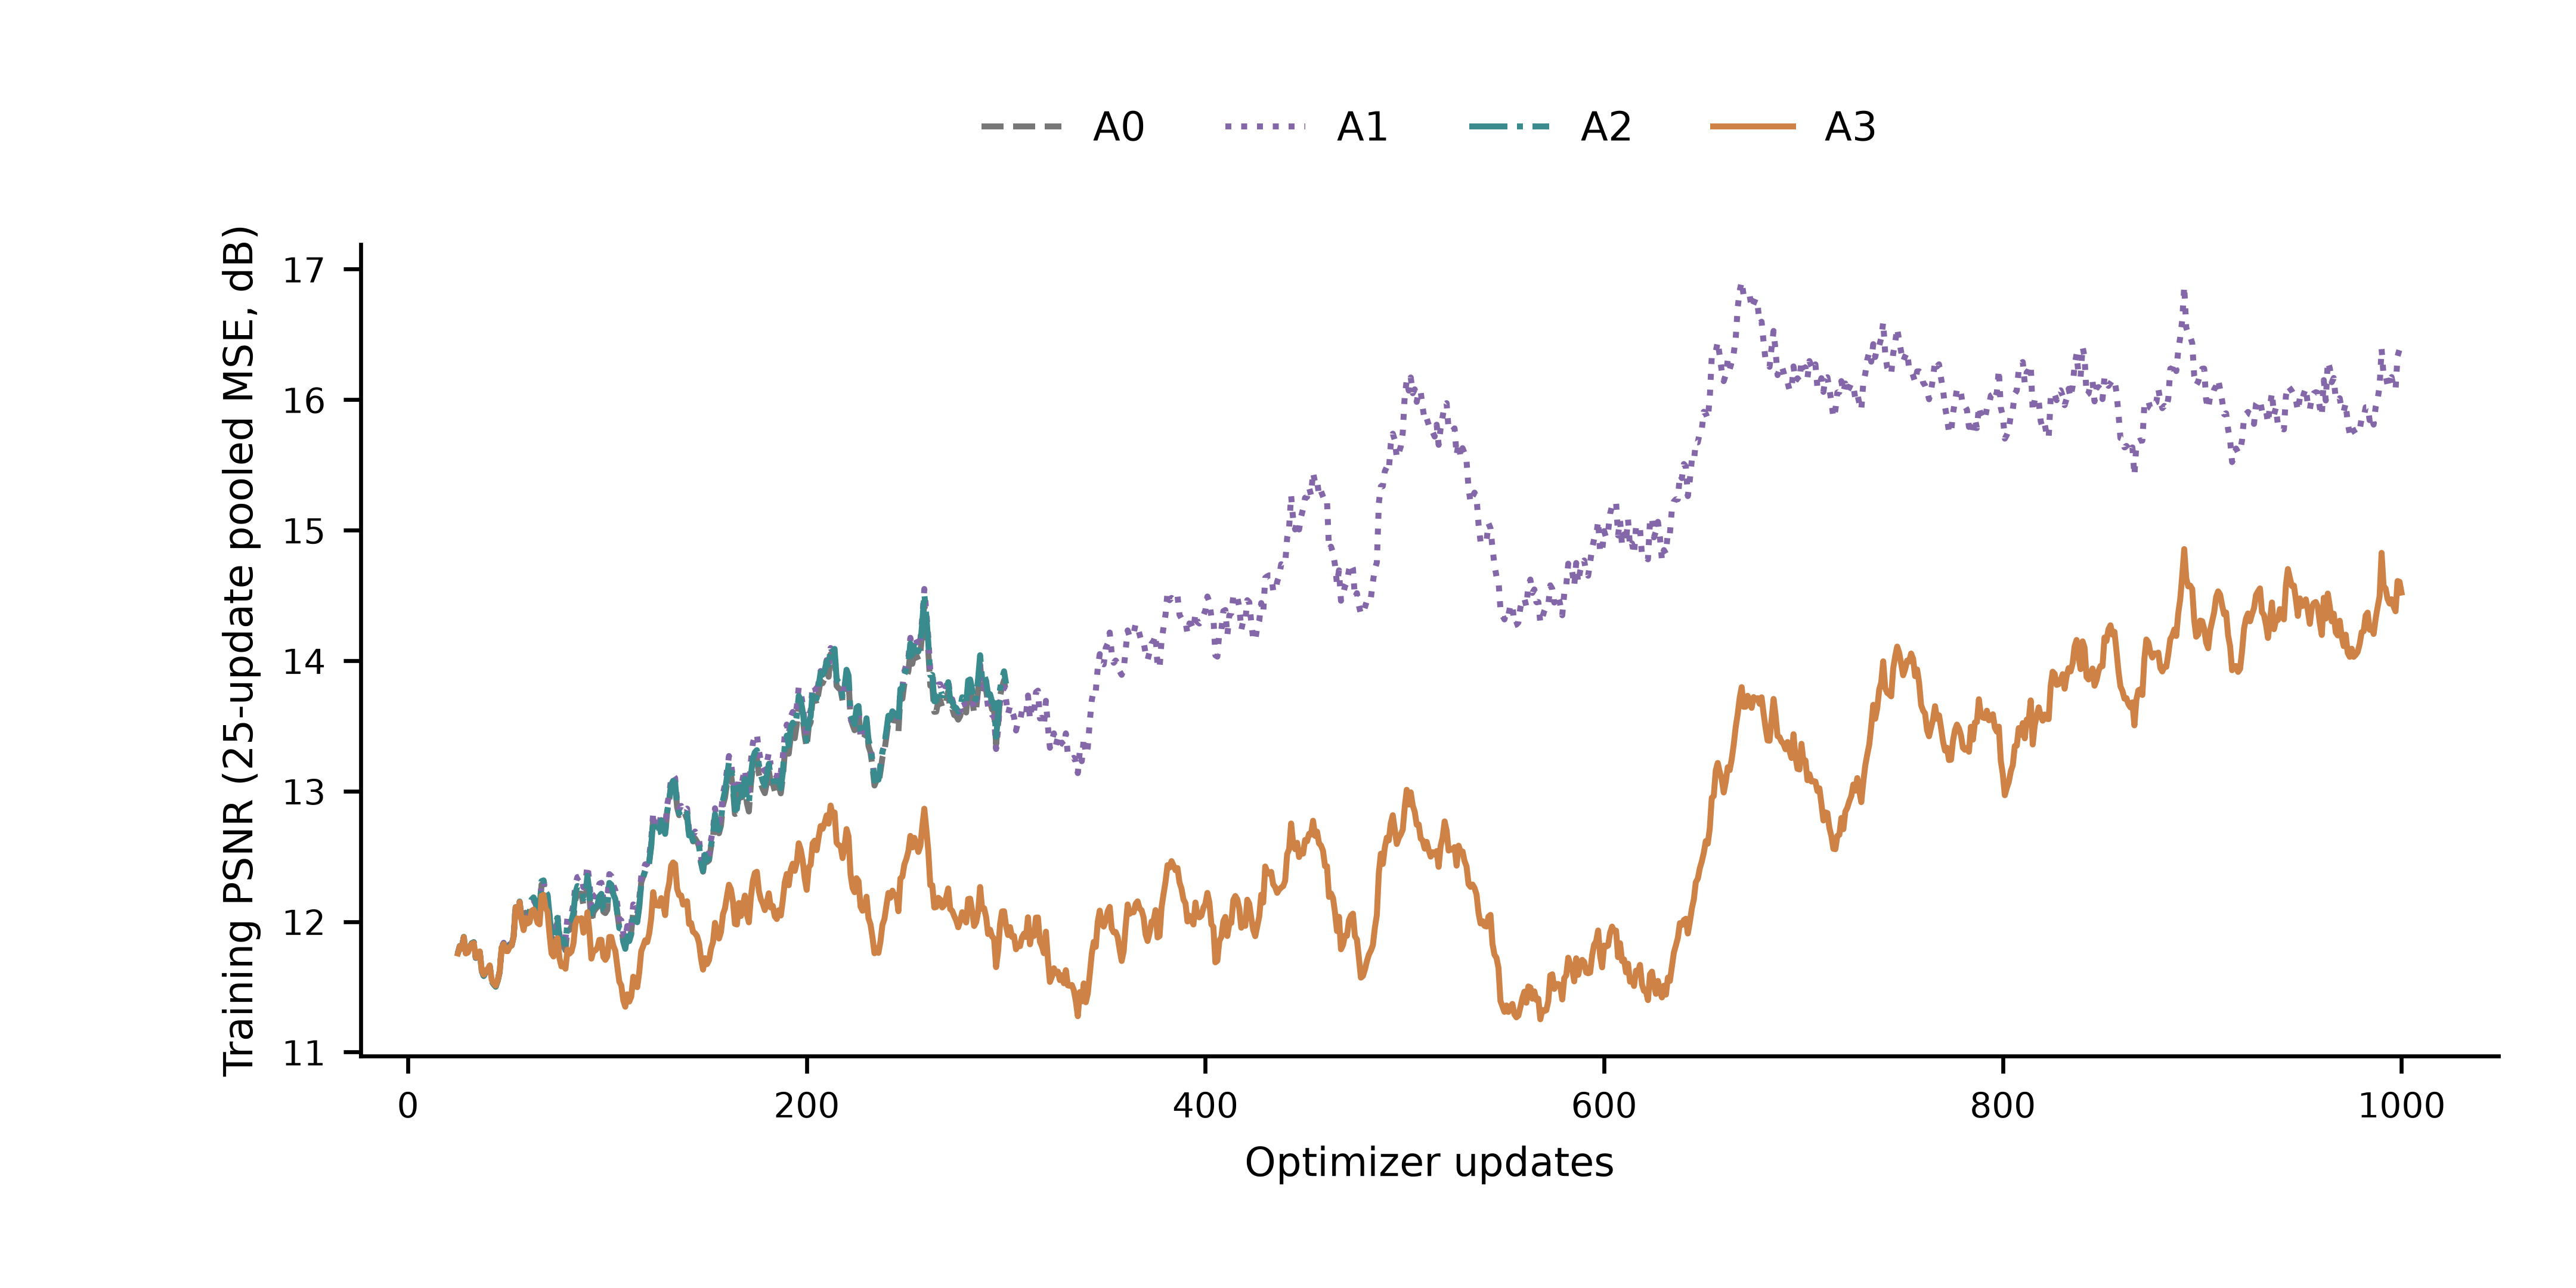 A0 A1 A2 A3
Training PSNR (25-update pooled MSE, dB)
17
16
15
14
13
12
11
0 200 400 600 800 1000
Optimizer updates